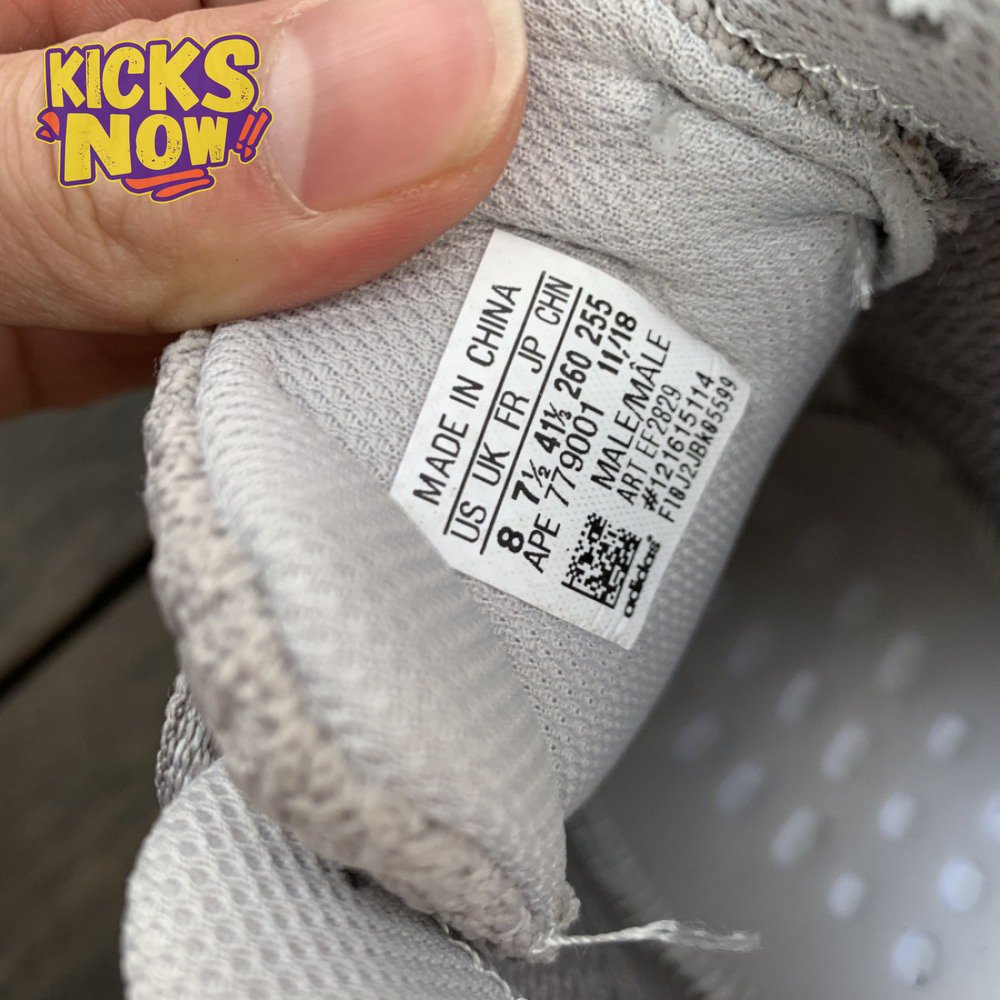 KICKS
NOW!!
MADE IN CHINA
US UK FR JP CHN
8 7½ 41⅓ 260 255
APE 779001 11/18
MALE/MÂLE
ART EF2829
#121615114
F10J2JBK05599
adidas